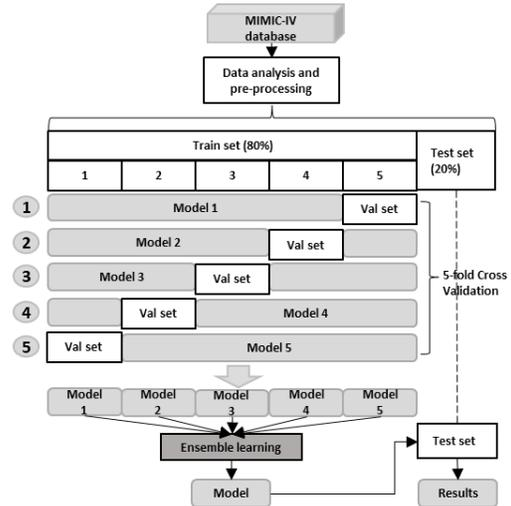 MIMIC-IV
database
Data analysis and
pre-processing
Train set (80%)
Test set
(20%)
1 2 3 4 5
1 Model 1 Val set
2 Model 2 Val set
3 Model 3 Val set
4 Val set Model 4
5 Val set Model 5
5-fold Cross
Validation
Model Model Model Model Model
1 2 3 4 5
Ensemble learning
Test set
Model
Results